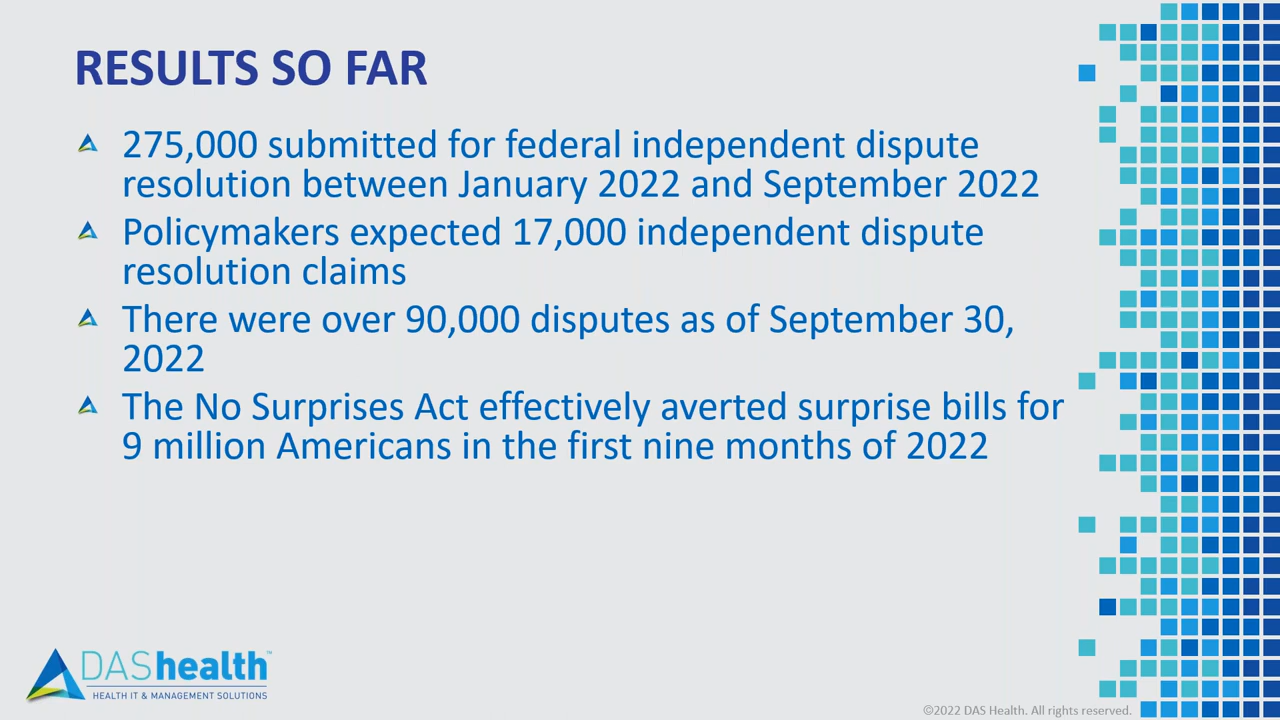 RESULTS SO FAR
275,000 submitted for federal independent dispute
resolution between January 2022 and September 2022
Policymakers expected 17,000 independent dispute
resolution claims
There were over 90,000 disputes as of September 30,
2022
The No Surprises Act effectively averted surprise bills for
9 million Americans in the first nine months of 2022
DAShealth™
HEALTH IT & MANAGEMENT SOLUTIONS
©2022 DAS Health. All rights reserved.